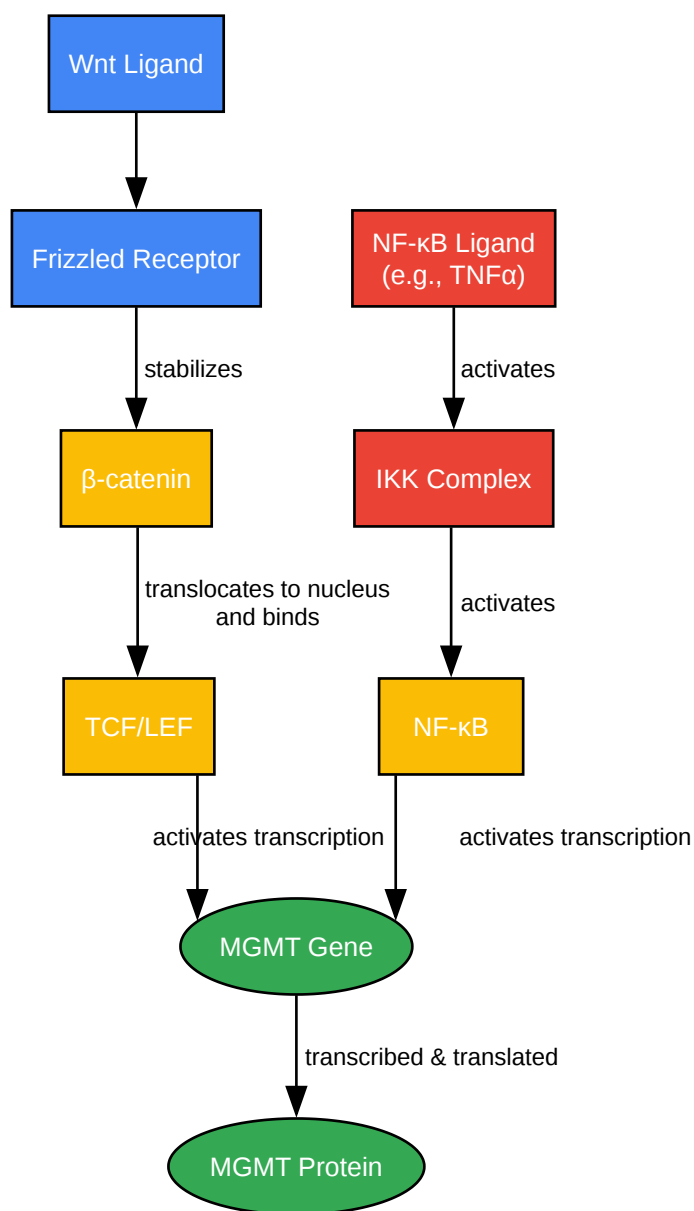 Wnt Ligand
Frizzled Receptor
NF-κB Ligand
(e.g., TNFα)
stabilizes
activates
β-catenin
IKK Complex
translocates to nucleus
and binds
activates
TCF/LEF
NF-κB
activates transcription
activates transcription
MGMT Gene
transcribed & translated
MGMT Protein